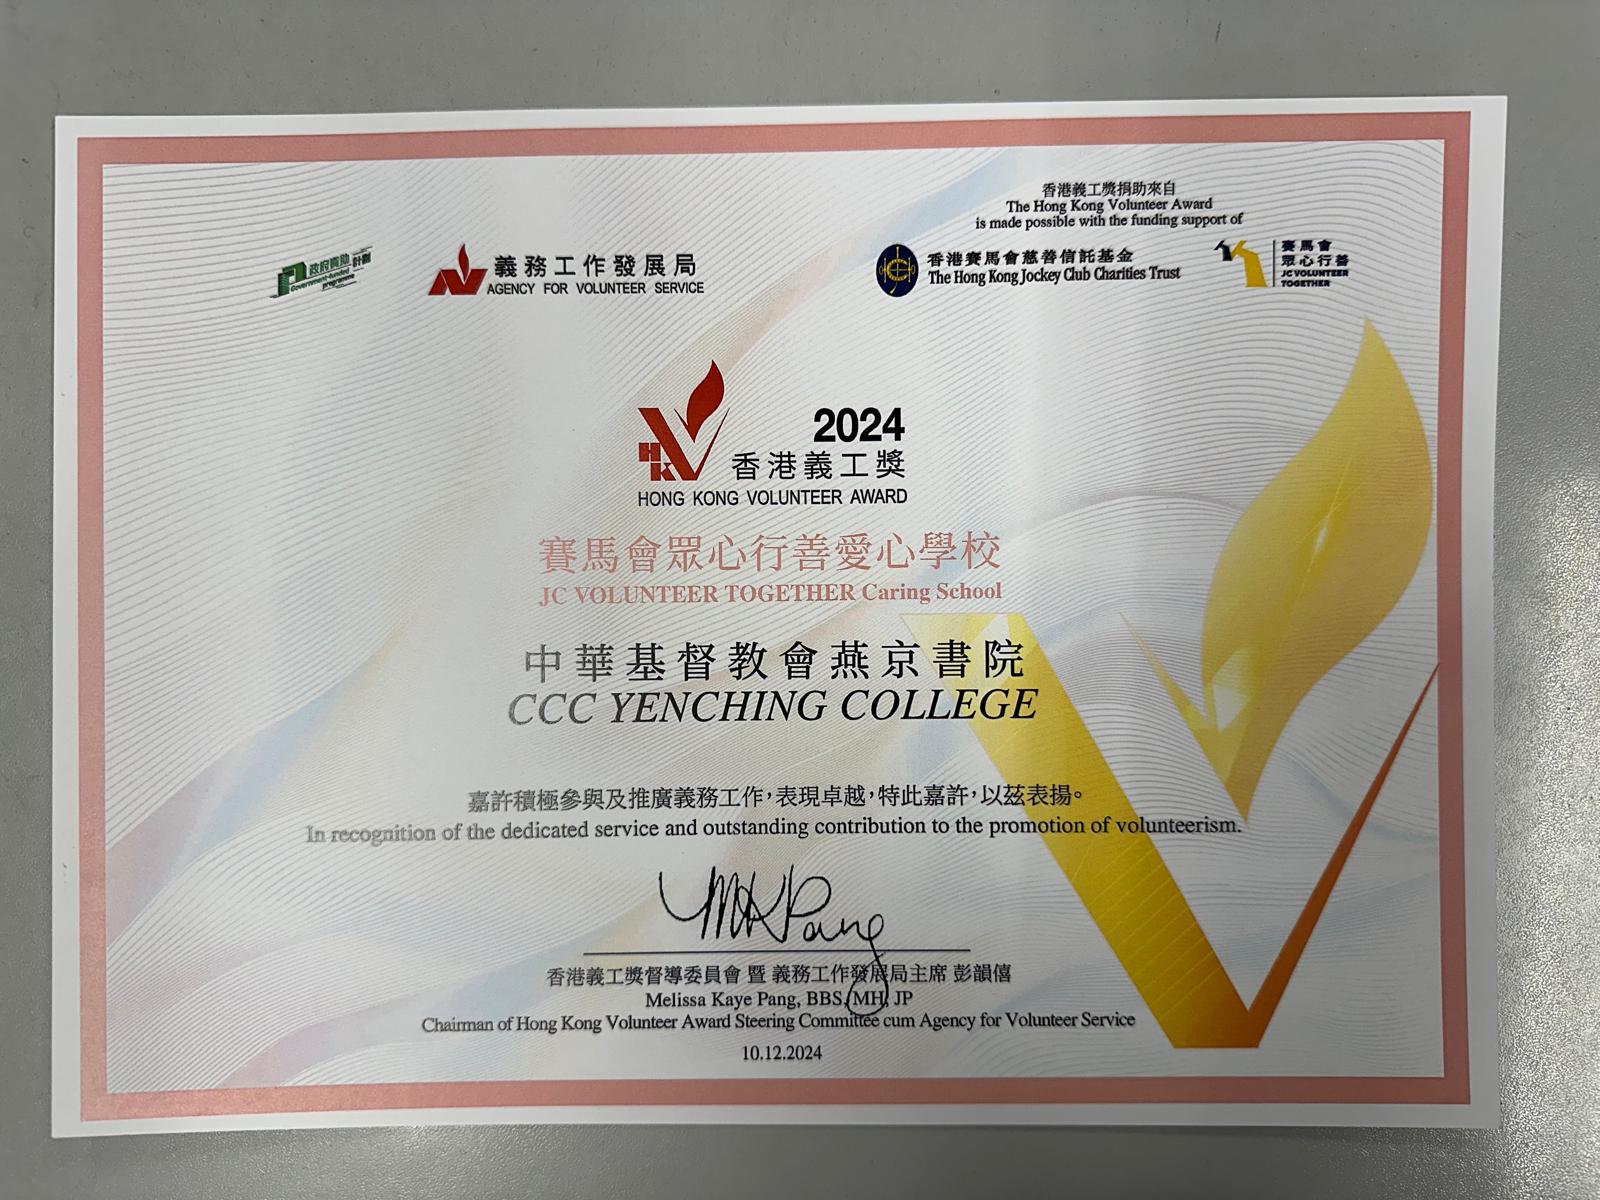 香港義工獎捐助來自
The Hong Kong Volunteer Award
is made possible with the funding support of
政府資助計劃
Government-funded
programme
義務工作發展局
AGENCY FOR VOLUNTEER SERVICE
香港賽馬會慈善信託基金
The Hong Kong Jockey Club Charities Trust
賽馬會
眾心行善
JC VOLUNTEER
TOGETHER
HK
2024
香港義工獎
HONG KONG VOLUNTEER AWARD
賽馬會眾心行善愛心學校
JC VOLUNTEER TOGETHER Caring School
中華基督教會燕京書院
CCC YENCHING COLLEGE
嘉許積極參與及推廣義務工作，表現卓越，特此嘉許，以茲表揚。
In recognition of the dedicated service and outstanding contribution to the promotion of volunteerism.
MKPang
香港義工獎督導委員會 暨 義務工作發展局主席 彭韻僖
Melissa Kaye Pang, BBS, MH, JP
Chairman of Hong Kong Volunteer Award Steering Committee cum Agency for Volunteer Service
10.12.2024